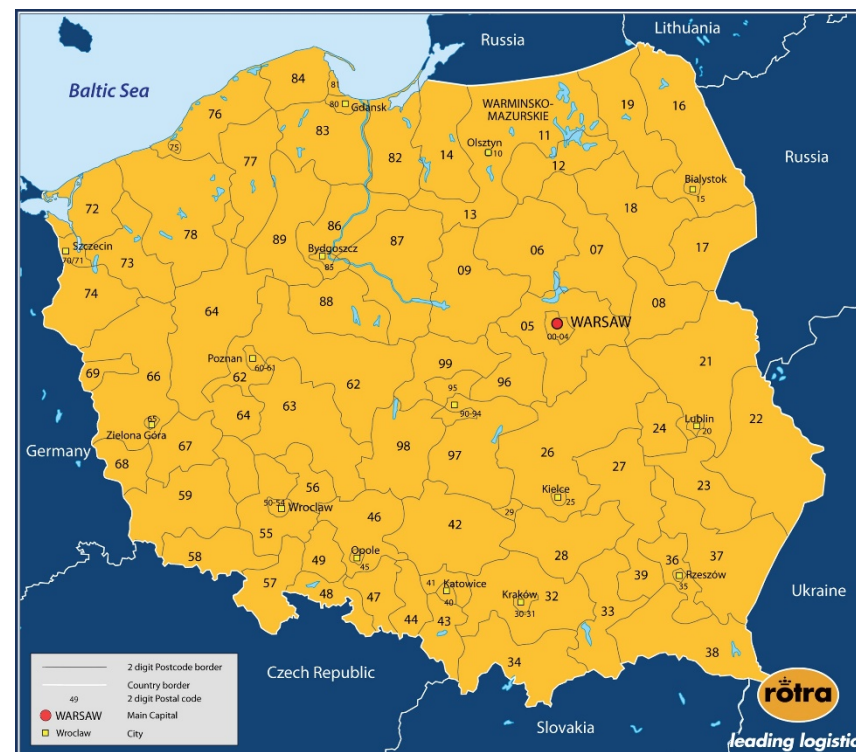 Lithuania
Russia
Baltic Sea
84
81
80
Gdansk
76
83
WARMINSKO-
MAZURSKIE
19
16
11
75
77
82
14
Olsztyn
10
12
Russia
Bialystok
15
72
78
89
86
87
13
18
06
07
17
Szczecin
70/71
73
Bydgoszcz
85
09
74
64
88
08
05
WARSAW
00-04
Poznan
60-61
62
62
99
96
95
90-94
21
69
66
65
Zielona Góra
64
63
24
Lublin
20
22
Germany
67
68
98
97
26
27
23
59
56
50-54
Wroclaw
Kielce
25
29
46
42
55
58
49
Opole
45
28
36
37
39
Rzeszów
35
57
48
47
41
Katowice
40
Kraków
30-31
32
33
Ukraine
44
43
34
38
Czech Republic
Slovakia
2 digit Postcode border
Country border
49
2 digit Postal code
WARSAW
Main Capital
Wroclaw
City
rotra
leading logistic